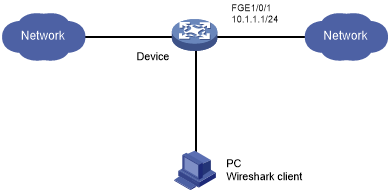 FGE1/0/1
10.1.1.1/24
Network
Network
Device
PC
Wireshark client